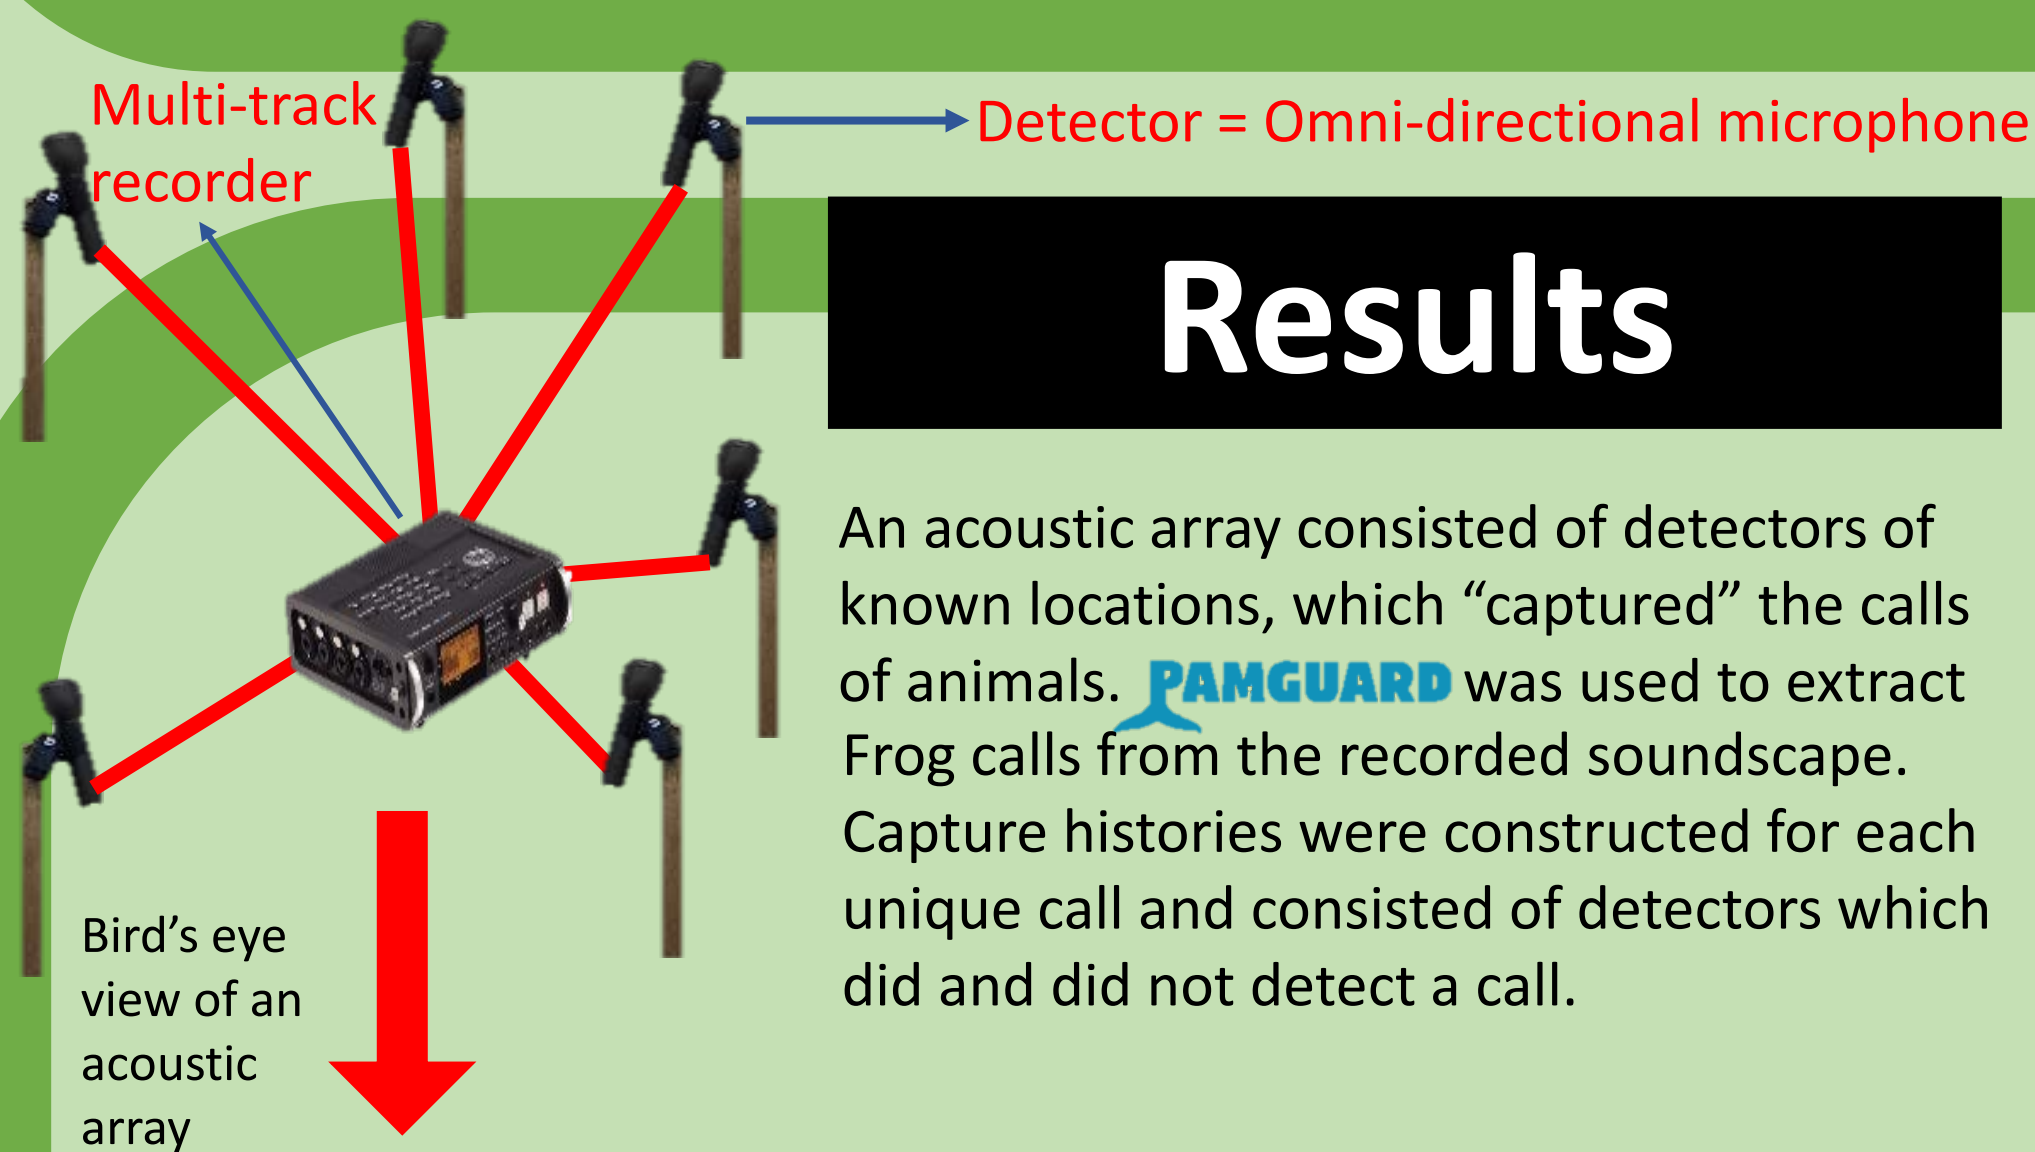 Multi-track
recorder
Detector = Omni-directional microphone
Results
An acoustic array consisted of detectors of
known locations, which “captured” the calls
of animals. PAMGUARD was used to extract
Frog calls from the recorded soundscape.
Capture histories were constructed for each
unique call and consisted of detectors which
did and did not detect a call.
Bird’s eye
view of an
acoustic
array